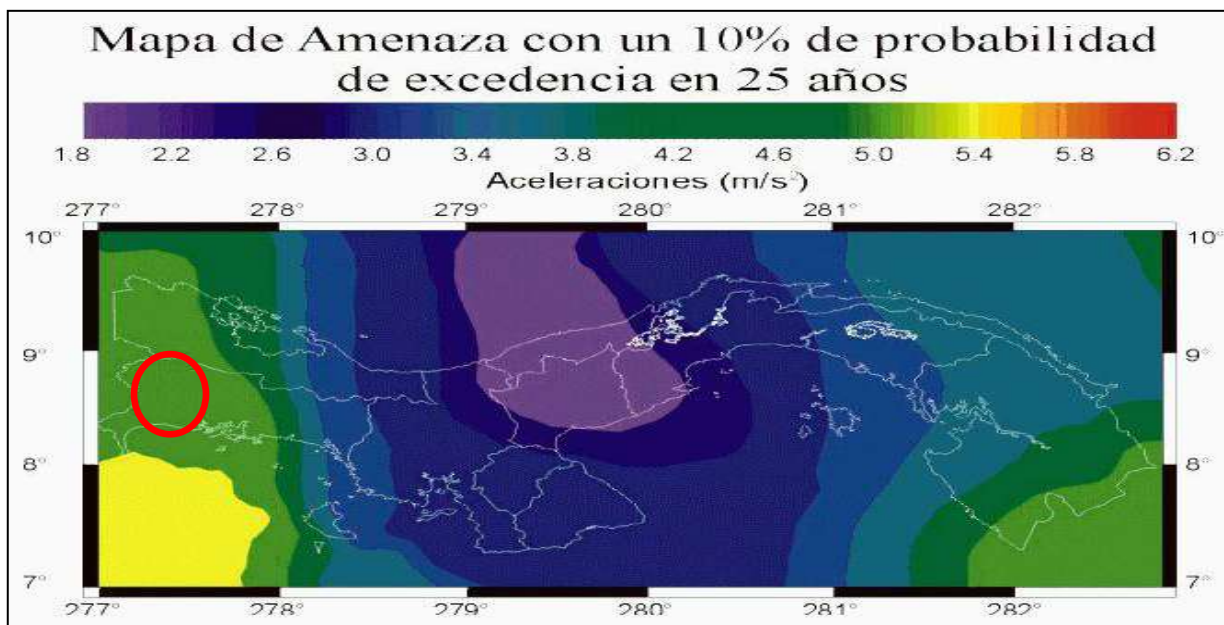 Mapa de Amenaza con un 10% de probabilidad
de excedencia en 25 años
1.8 2.2 2.6 3.0 3.4 3.8 4.2 4.6 5.0 5.4 5.8 6.2
Aceleraciones (m/s²)
277° 278° 279° 280° 281° 282°
10° 10°
9° 9°
8° 8°
7° 7°
277° 278° 279° 280° 281° 282°